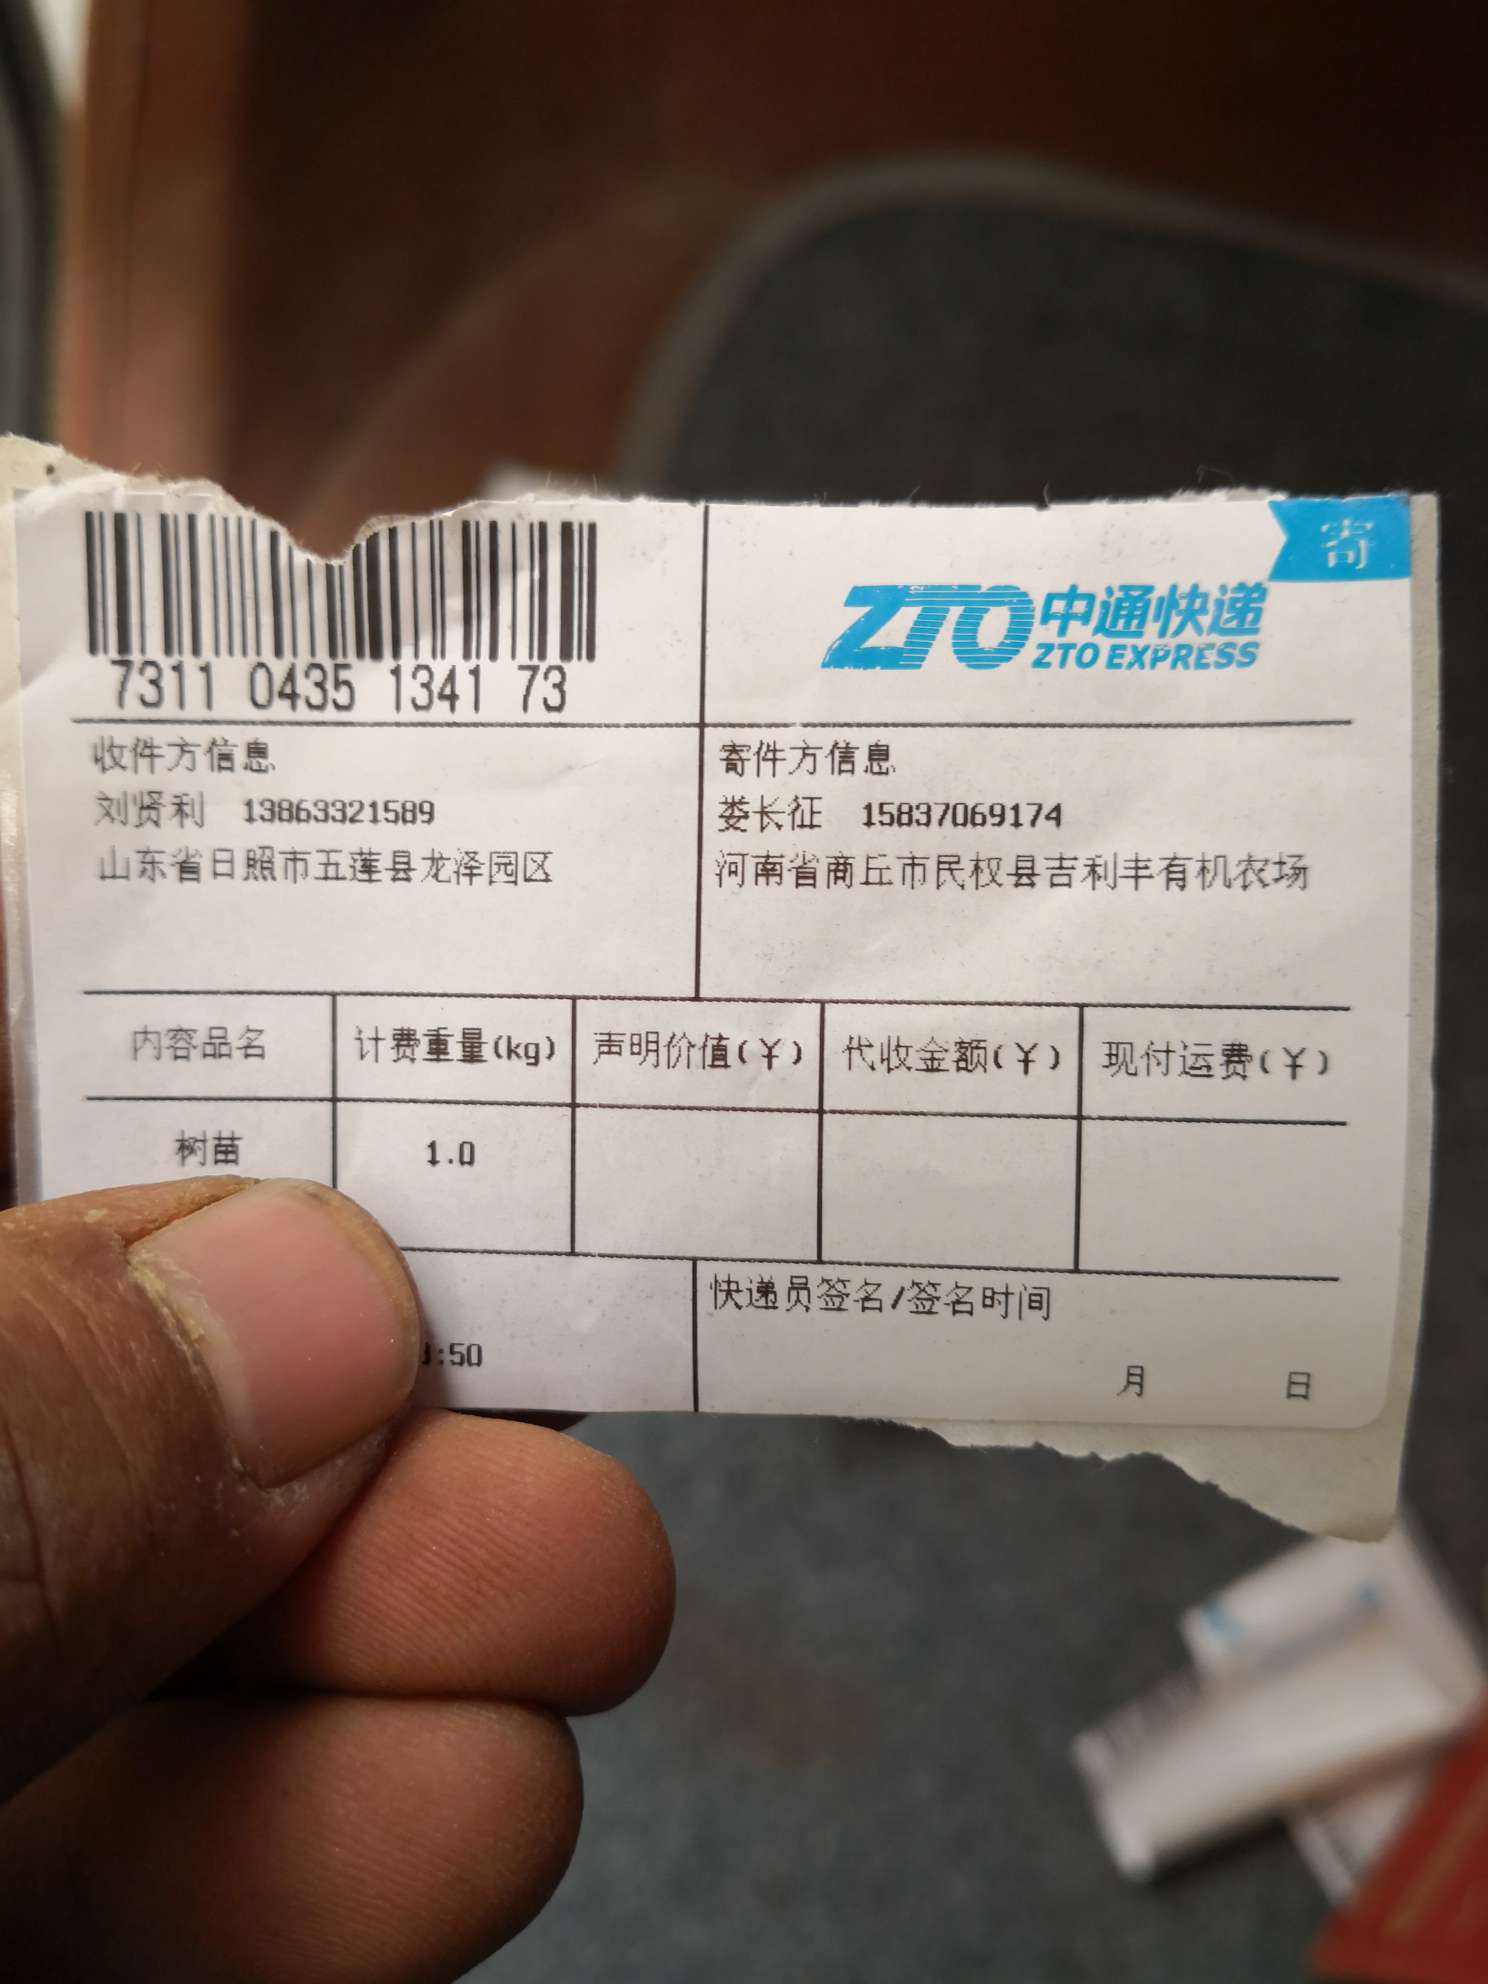 寄
ZTO 中通快递
ZTO EXPRESS
7311 0435 1341 73
收件方信息
刘贤利 13863321589
山东省日照市五莲县龙泽园区
寄件方信息
娄长征 15837069174
河南省商丘市民权县吉利丰有机农场
内容品名 计费重量(kg) 声明价值(¥) 代收金额(¥) 现付运费(¥)
树苗 1.0
:50
快递员签名/签名时间
月 日